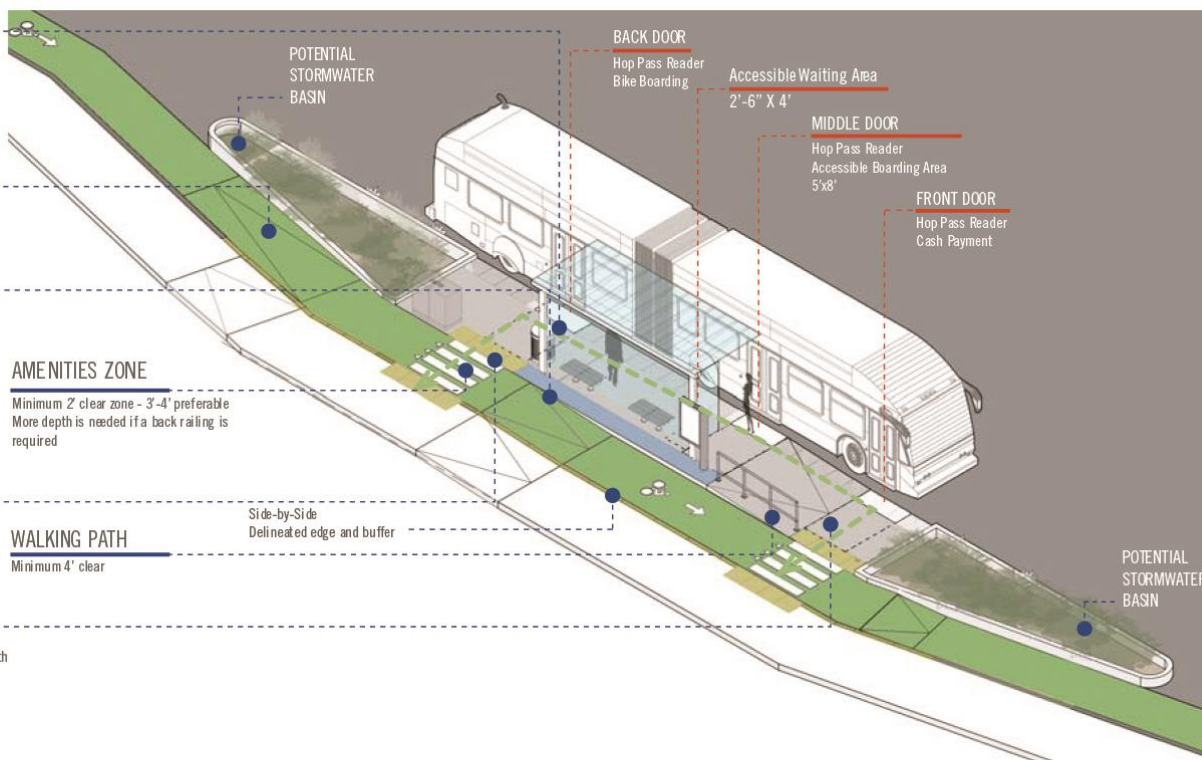 POTENTIAL
STORMWATER
BASIN
BACK DOOR
Hop Pass Reader
Bike Boarding
Accessible Waiting Area
2'-6" X 4'
MIDDLE DOOR
Hop Pass Reader
Accessible Boarding Area
5'x8'
FRONT DOOR
Hop Pass Reader
Cash Payment
AMENITIES ZONE
Minimum 2' clear zone - 3'-4' preferable
More depth is needed if a back railing is
required
Side-by-Side
Delineated edge and buffer
WALKING PATH
Minimum 4' clear
POTENTIAL
STORMWATER
BASIN